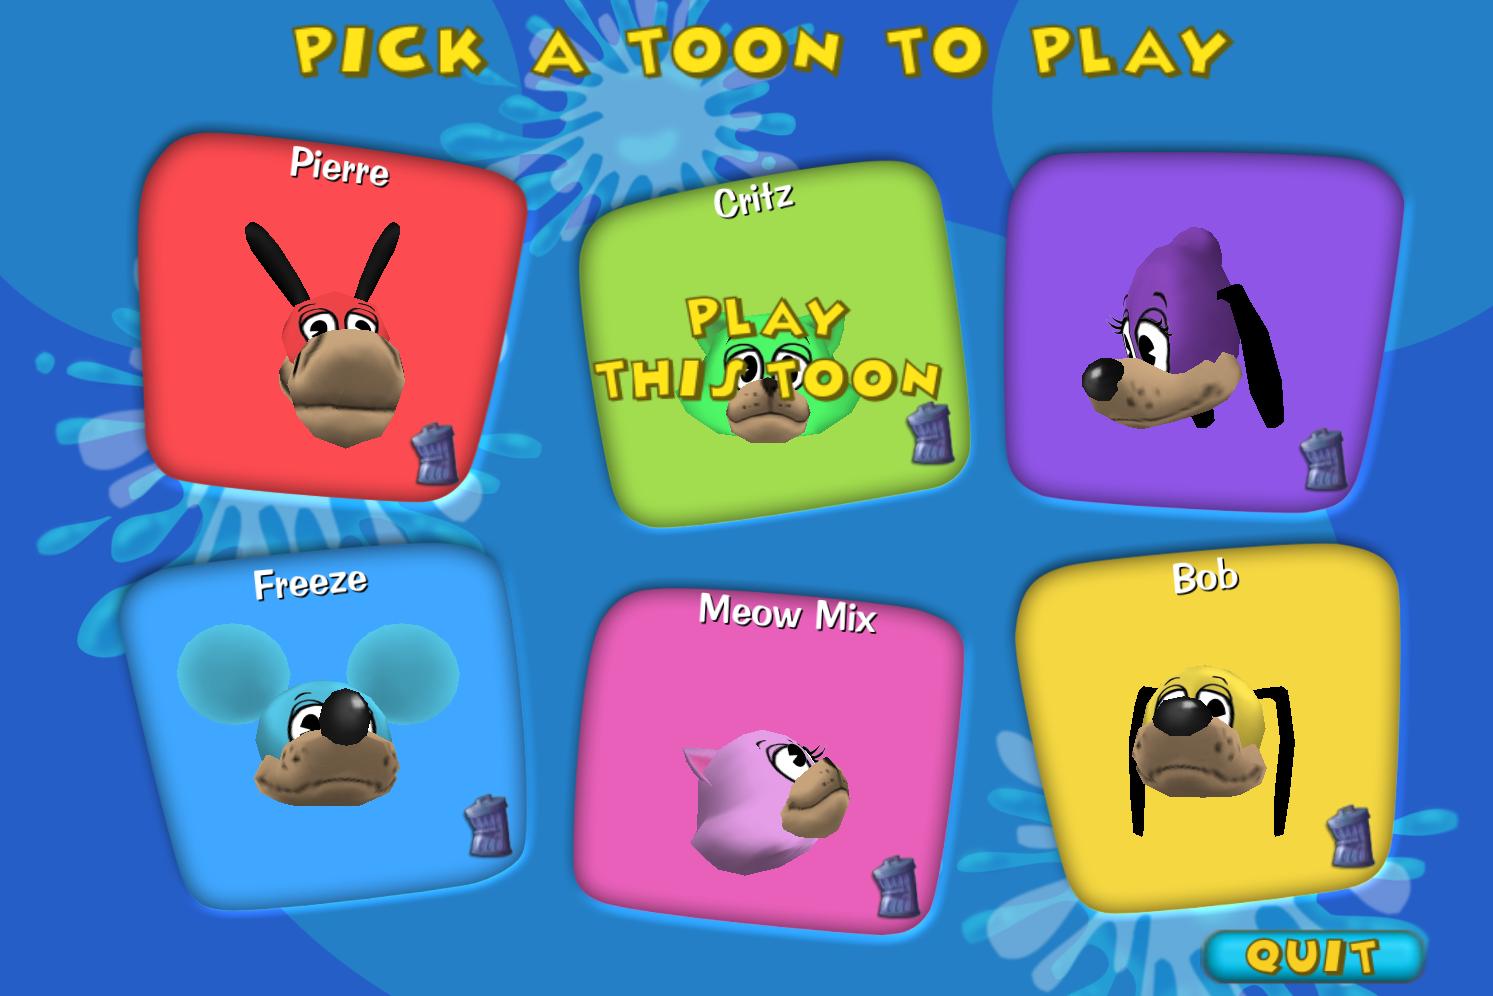 PICK A TOON TO PLAY
Pierre
Critz
PLAY
THIS TOON
Freeze
Meow Mix
Bob
QUIT